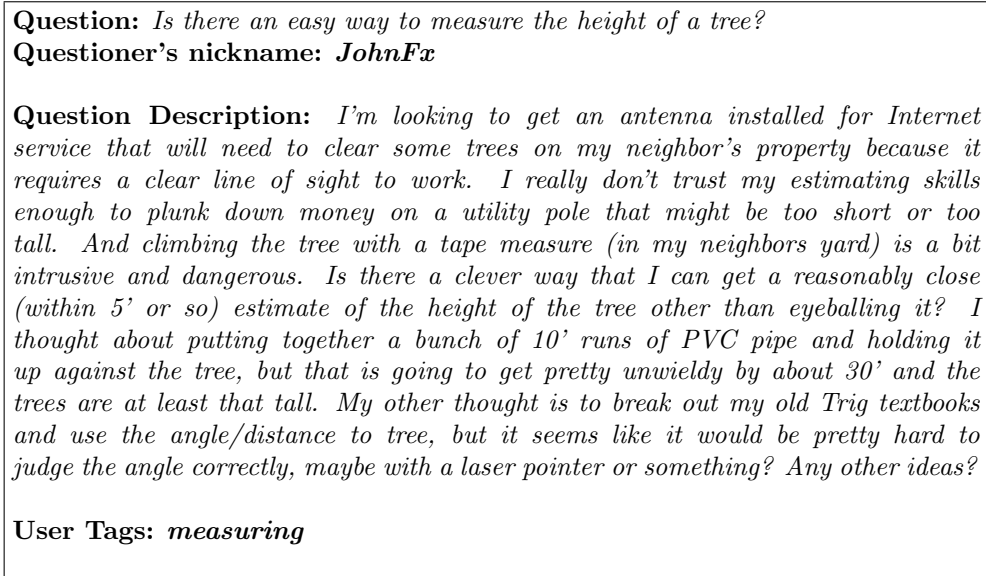 Question: Is there an easy way to measure the height of a tree?
Questioner's nickname: JohnFx
Question Description: I'm looking to get an antenna installed for Internet
service that will need to clear some trees on my neighbor's property because it
requires a clear line of sight to work. I really don't trust my estimating skills
enough to plunk down money on a utility pole that might be too short or too
tall. And climbing the tree with a tape measure (in my neighbors yard) is a bit
intrusive and dangerous. Is there a clever way that I can get a reasonably close
(within 5' or so) estimate of the height of the tree other than eyeballing it? I
thought about putting together a bunch of 10' runs of PVC pipe and holding it
up against the tree, but that is going to get pretty unwieldy by about 30' and the
trees are at least that tall. My other thought is to break out my old Trig textbooks
and use the angle/distance to tree, but it seems like it would be pretty hard to
judge the angle correctly, maybe with a laser pointer or something? Any other ideas?
User Tags: measuring